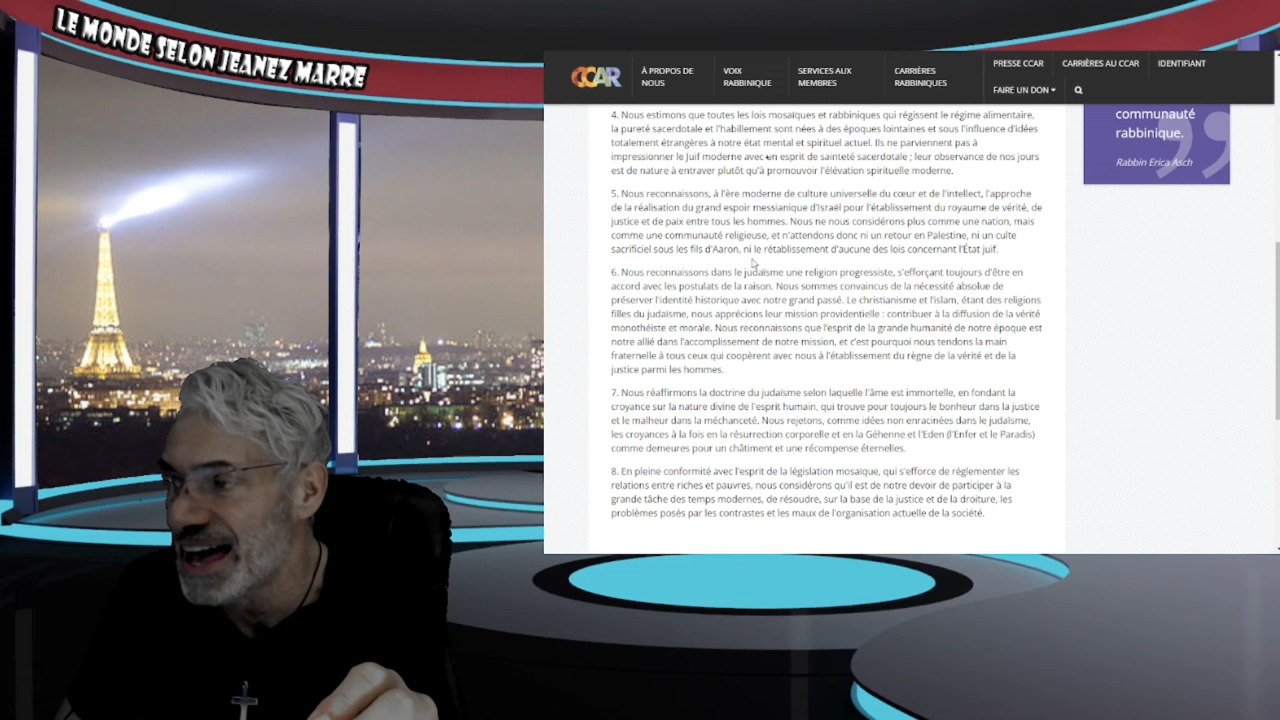 LE MONDE SELON JEANEZ MARRE
CCAR
À PROPOS DE
NOUS
VOIX
RABBINIQUE
SERVICES AUX
MEMBRES
CARRIÈRES
RABBINIQUES
PRESSE CCAR
CARRIÈRES AU CCAR
IDENTIFIANT
FAIRE UN DON
4. Nous estimons que toutes les lois mosaïques et rabbiniques qui régissent le régime alimentaire,
la pureté sacerdotale et l'habillement sont nées à des époques lointaines et sous l'influence d'idées
totalement étrangères à notre état mental et spirituel actuel. Ils ne parviennent pas à
impressionner le Juif moderne avec un esprit de sainteté sacerdotale ; leur observance de nos jours
est de nature à entraver plutôt qu'à promouvoir l'élévation spirituelle moderne.
5. Nous reconnaissons, à l'ère moderne de culture universelle du cœur et de l'intellect, l'approche
de la réalisation du grand espoir messianique d'Israël pour l'établissement du royaume de vérité, de
justice et de paix entre tous les hommes. Nous ne nous considérons plus comme une nation, mais
comme une communauté religieuse, et n'attendons donc ni un retour en Palestine, ni un culte
sacrificiel sous les fils d'Aaron, ni le rétablissement d'aucune des lois concernant l'État juif.
6. Nous reconnaissons dans le judaïsme une religion progressiste, s'efforçant toujours d'être en
accord avec les postulats de la raison. Nous sommes convaincus de la nécessité absolue de
préserver l'identité historique avec notre grand passé. Le christianisme et l'islam, étant des religions
filles du judaïsme, nous apprécions leur mission providentielle : contribuer à la diffusion de la vérité
monothéiste et morale. Nous reconnaissons que l'esprit de la grande humanité de notre époque est
notre allié dans l'accomplissement de notre mission, et c'est pourquoi nous tendons la main
fraternelle à tous ceux qui coopèrent avec nous à l'établissement du règne de la vérité et de la
justice parmi les hommes.
7. Nous réaffirmons la doctrine du judaïsme selon laquelle l'âme est immortelle, en fondant la
croyance sur la nature divine de l'esprit humain, qui trouve pour toujours le bonheur dans la justice
et le malheur dans la méchanceté. Nous rejetons, comme idées non enracinées dans le judaïsme,
les croyances à la fois en la résurrection corporelle et en la Géhenne et l'Eden (l'Enfer et le Paradis)
comme demeures pour un châtiment et une récompense éternelles.
8. En pleine conformité avec l'esprit de la législation mosaïque, qui s'efforce de réglementer les
relations entre riches et pauvres, nous considérons qu'il est de notre devoir de participer à la
grande tâche des temps modernes, de résoudre, sur la base de la justice et de la droiture, les
problèmes posés par les contrastes et les maux de l'organisation actuelle de la société.
communauté
rabbinique.
Rabbin Erica Asch